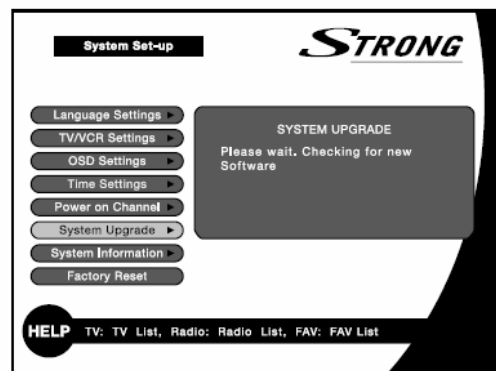 System Set-up
STRONG
Language Settings
TV/VCR Settings
OSD Settings
Time Settings
Power on Channel
System Upgrade
System Information
Factory Reset
SYSTEM UPGRADE
Please wait. Checking for new
Software
HELP TV: TV List, Radio: Radio List, FAV: FAV List